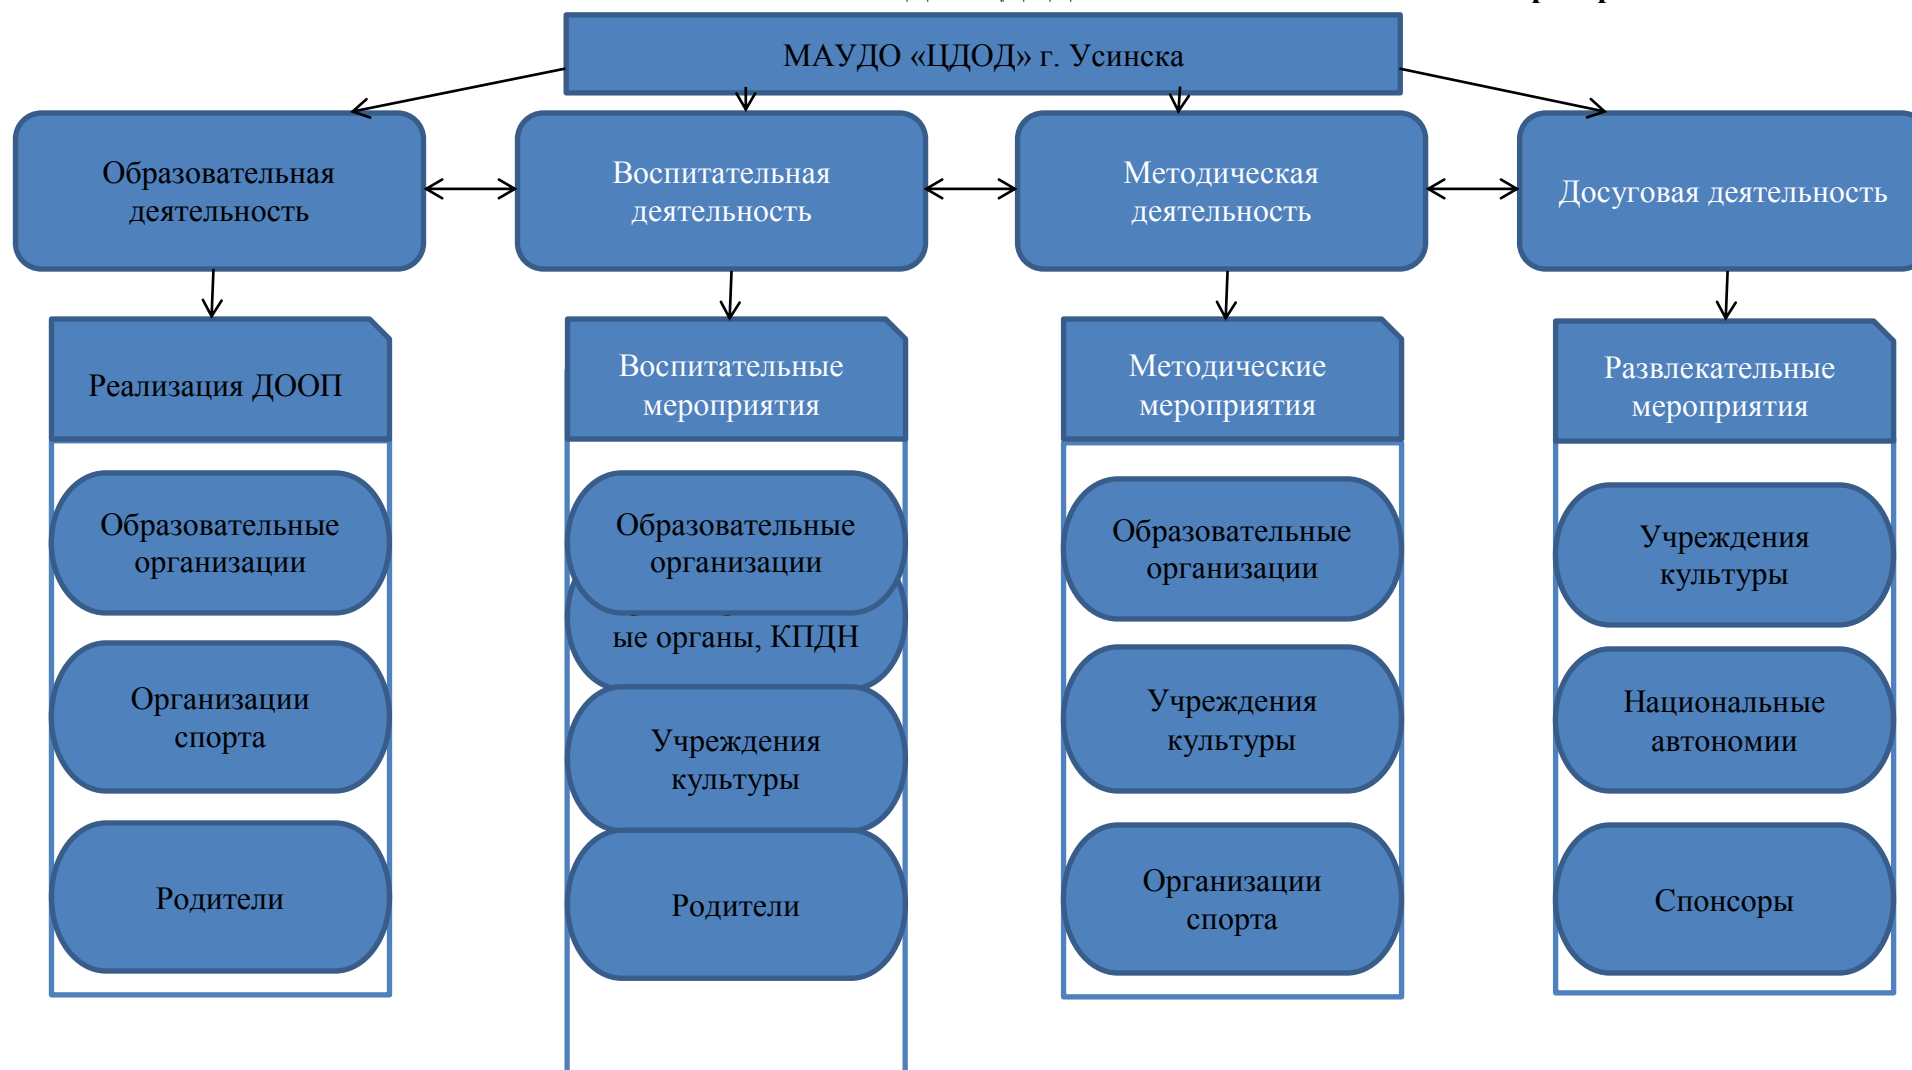 МАУДО «ЦДОД» г. Усинска
Образовательная
деятельность
Воспитательная
деятельность
Методическая
деятельность
Досуговая деятельность
Реализация ДООП
Воспитательные
мероприятия
Методические
мероприятия
Развлекательные
мероприятия
Образовательные
организации
Организации
спорта
Родители
Образовательные
организации
ые органы, КПДН
Учреждения
культуры
Родители
Образовательные
организации
Учреждения
культуры
Организации
спорта
Учреждения
культуры
Национальные
автономии
Спонсоры